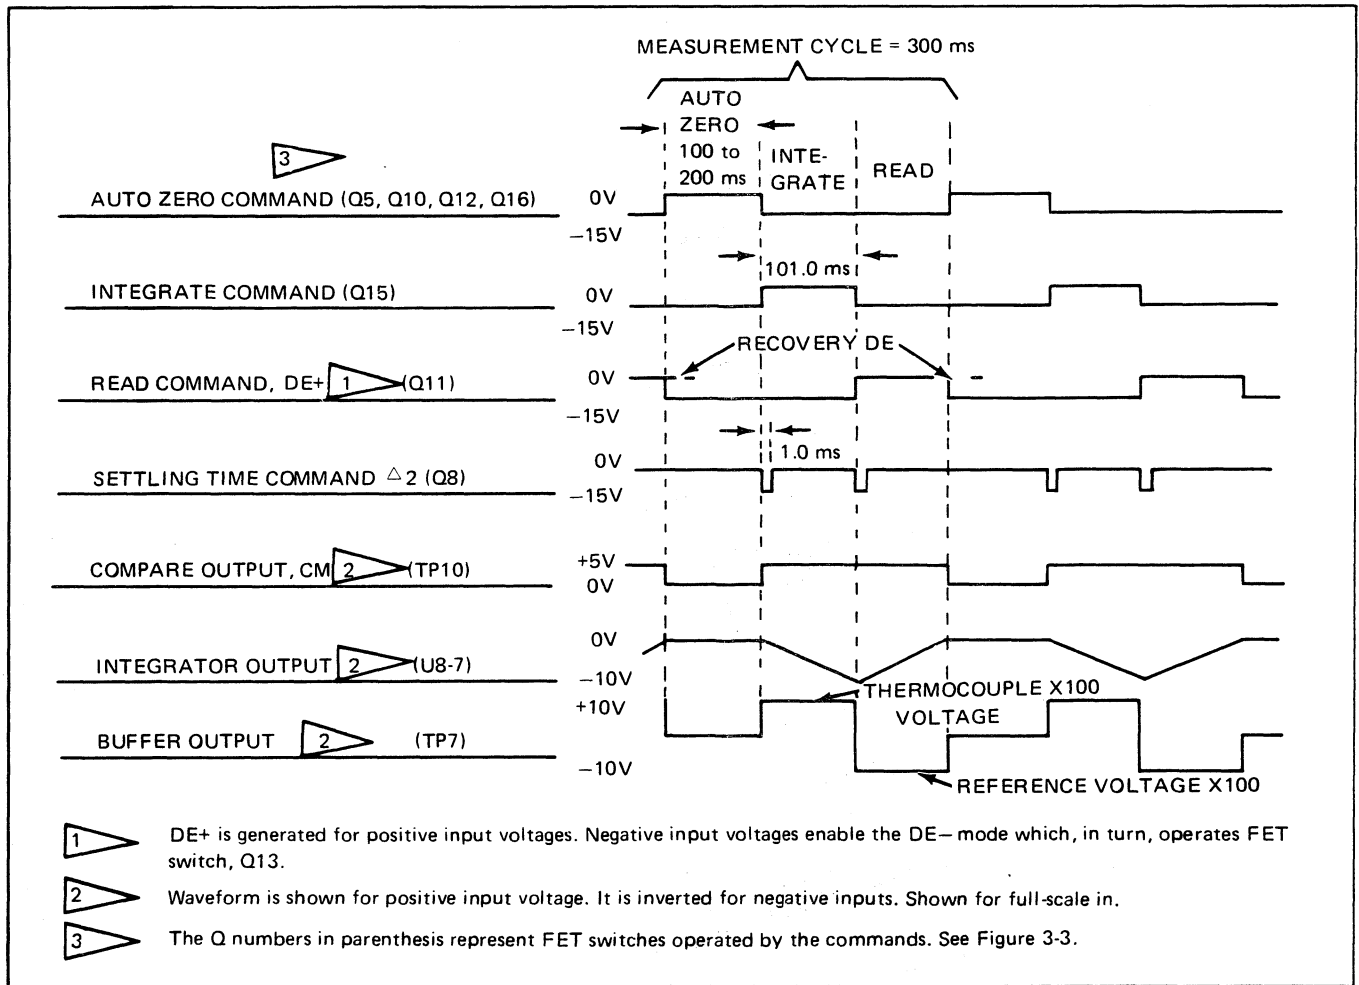 MEASUREMENT CYCLE = 300 ms
AUTO
ZERO
100 to
200 ms
INTE-
GRATE
READ
3
AUTO ZERO COMMAND (Q5, Q10, Q12, Q16)
0V
−15V
101.0 ms
INTEGRATE COMMAND (Q15)
0V
−15V
RECOVERY DE
READ COMMAND, DE+ 1 (Q11)
0V
−15V
1.0 ms
SETTLING TIME COMMAND △2 (Q8)
0V
−15V
COMPARE OUTPUT, CM 2 (TP10)
+5V
0V
INTEGRATOR OUTPUT 2 (U8-7)
0V
−10V
THERMOCOUPLE X100
VOLTAGE
BUFFER OUTPUT 2 (TP7)
+10V
−10V
REFERENCE VOLTAGE X100
1 DE+ is generated for positive input voltages. Negative input voltages enable the DE− mode which, in turn, operates FET
switch, Q13.
2 Waveform is shown for positive input voltage. It is inverted for negative inputs. Shown for full-scale in.
3 The Q numbers in parenthesis represent FET switches operated by the commands. See Figure 3-3.